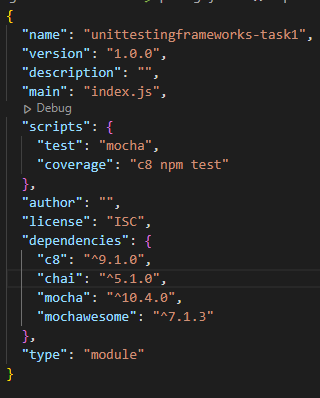 {
"name": "unittestingframeworks-task1",
"version": "1.0.0",
"description": "",
"main": "index.js",
Debug
"scripts": {
"test": "mocha",
"coverage": "c8 npm test"
},
"author": "",
"license": "ISC",
"dependencies": {
"c8": "^9.1.0",
"chai": "^5.1.0",
"mocha": "^10.4.0",
"mochawesome": "^7.1.3"
},
"type": "module"
}